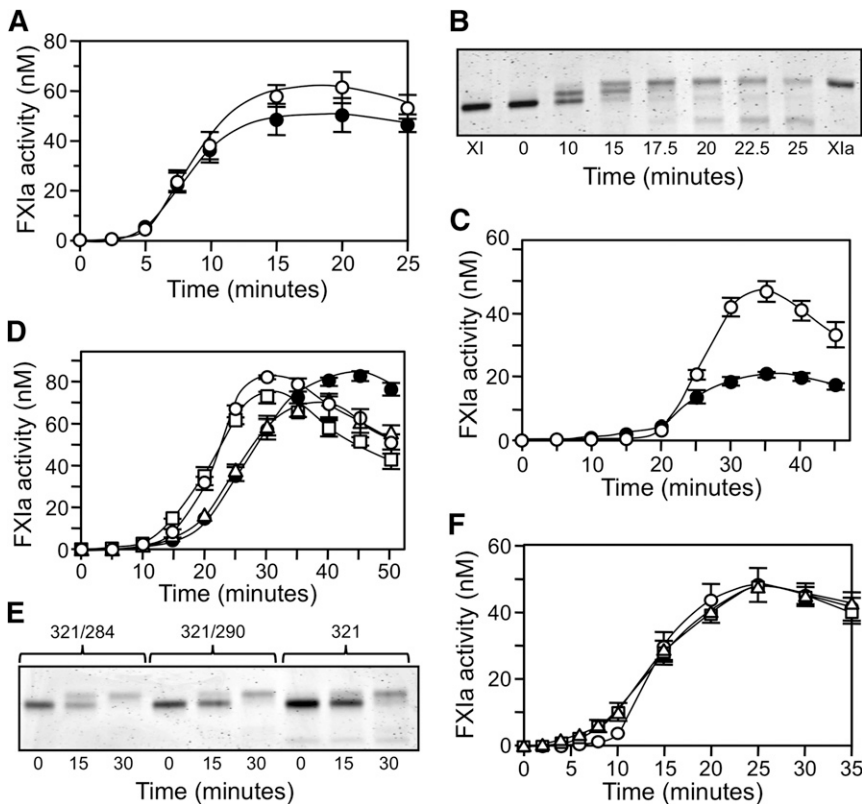 A
FXIa activity (nM)
80
60
40
20
0
0 5 10 15 20 25
Time (minutes)
B
XI 0 10 15 17.5 20 22.5 25 XIa
Time (minutes)
C
FXIa activity (nM)
60
40
20
0
0 10 20 30 40
Time (minutes)
D
FXIa activity (nM)
80
60
40
20
0
0 10 20 30 40 50
Time (minutes)
E
321/284 321/290 321
0 15 30 0 15 30 0 15 30
Time (minutes)
F
FXIa activity (nM)
60
40
20
0
0 5 10 15 20 25 30 35
Time (minutes)